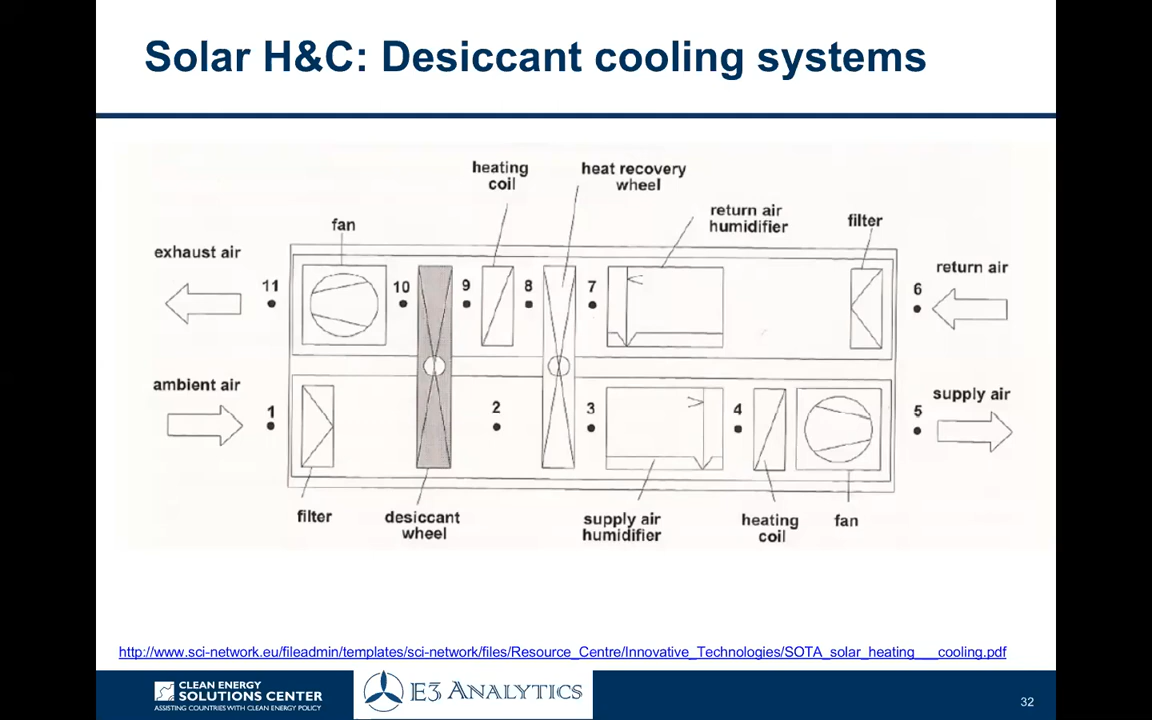 Solar H&C: Desiccant cooling systems
heating
coil
heat recovery
wheel
return air
humidifier
filter
fan
exhaust air
return air
11
10
9
8
7
6
ambient air
supply air
1
2
3
4
5
filter
desiccant
wheel
supply air
humidifier
heating
coil
fan
http://www.sci-network.eu/fileadmin/templates/sci-network/files/Resource_Centre/Innovative_Technologies/SOTA_solar_heating___cooling.pdf
CLEAN ENERGY
SOLUTIONS CENTER
ASSISTING COUNTRIES WITH CLEAN ENERGY POLICY
E3 ANALYTICS
32